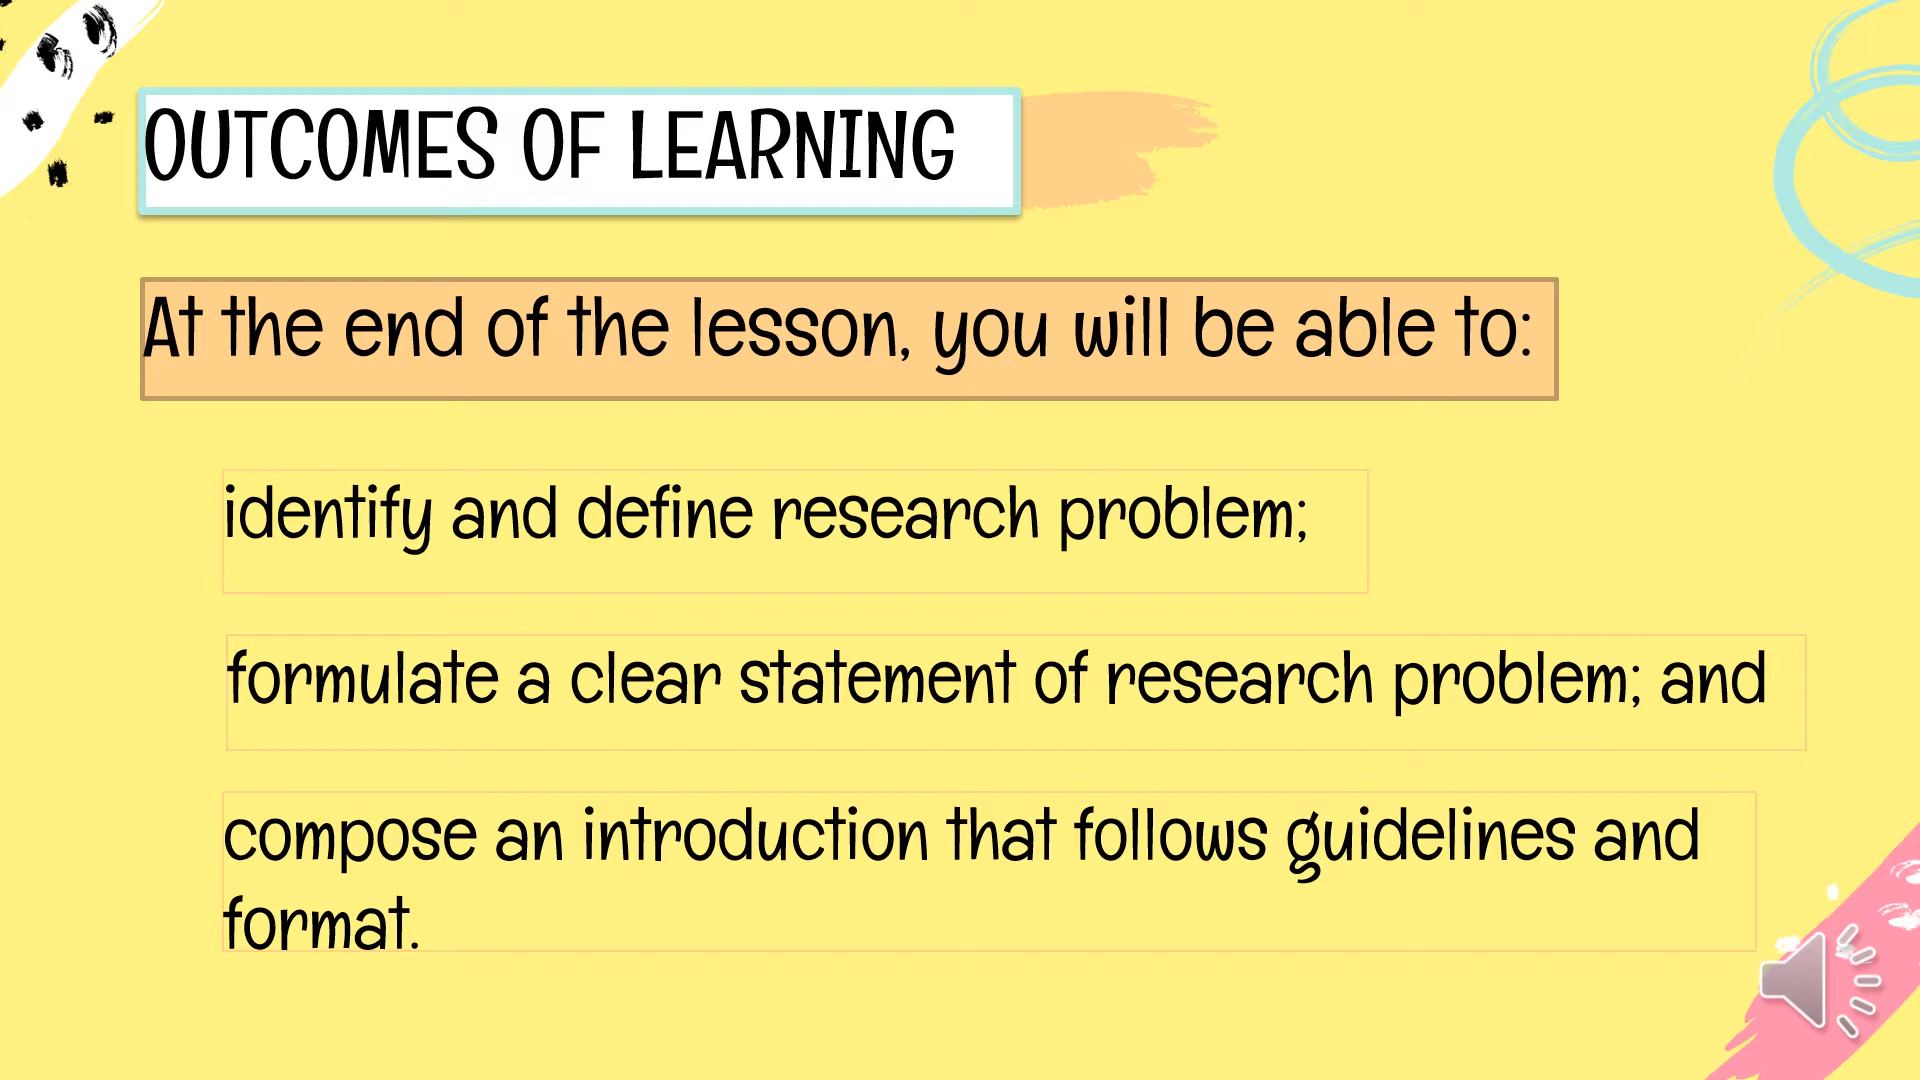 OUTCOMES OF LEARNING
At the end of the lesson, you will be able to:
identify and define research problem;
formulate a clear statement of research problem; and
compose an introduction that follows guidelines and
format.